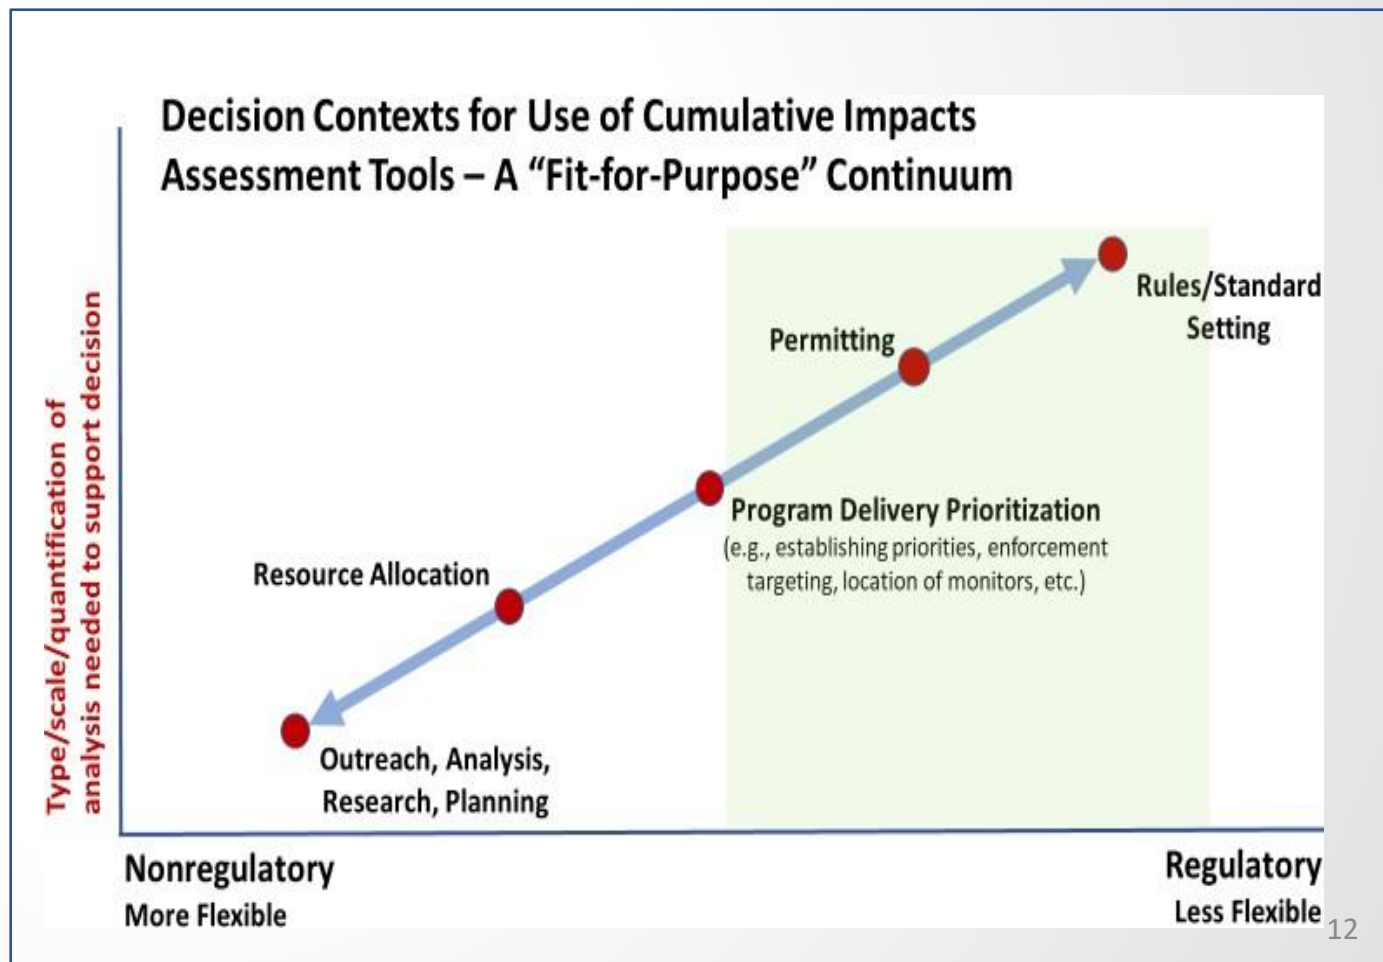 Decision Contexts for Use of Cumulative Impacts
Assessment Tools – A “Fit-for-Purpose” Continuum
Type/scale/quantification of
analysis needed to support decision
Rules/Standard
Setting
Permitting
Program Delivery Prioritization
(e.g., establishing priorities, enforcement
targeting, location of monitors, etc.)
Resource Allocation
Outreach, Analysis,
Research, Planning
Nonregulatory
More Flexible
Regulatory
Less Flexible
12